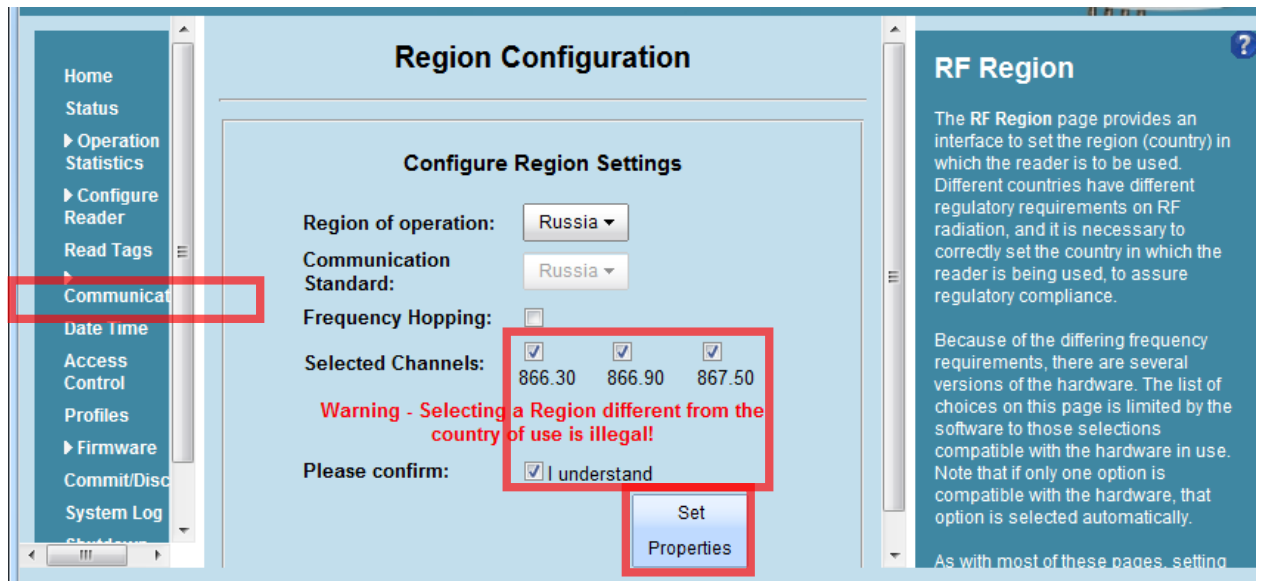 Home
Status
Operation
Statistics
Configure
Reader
Read Tags
Communicat
Date Time
Access
Control
Profiles
Firmware
Commit/Disc
System Log
Shutdown
Region Configuration
Configure Region Settings
Region of operation: Russia
Communication
Standard: Russia
Frequency Hopping:
Selected Channels:
866.30 866.90 867.50
Warning - Selecting a Region different from the
country of use is illegal!
Please confirm: I understand
Set
Properties
?
RF Region
The RF Region page provides an
interface to set the region (country) in
which the reader is to be used.
Different countries have different
regulatory requirements on RF
radiation, and it is necessary to
correctly set the country in which the
reader is being used, to assure
regulatory compliance.
Because of the differing frequency
requirements, there are several
versions of the hardware. The list of
choices on this page is limited by the
software to those selections
compatible with the hardware in use.
Note that if only one option is
compatible with the hardware, that
option is selected automatically.
As with most of these pages, setting